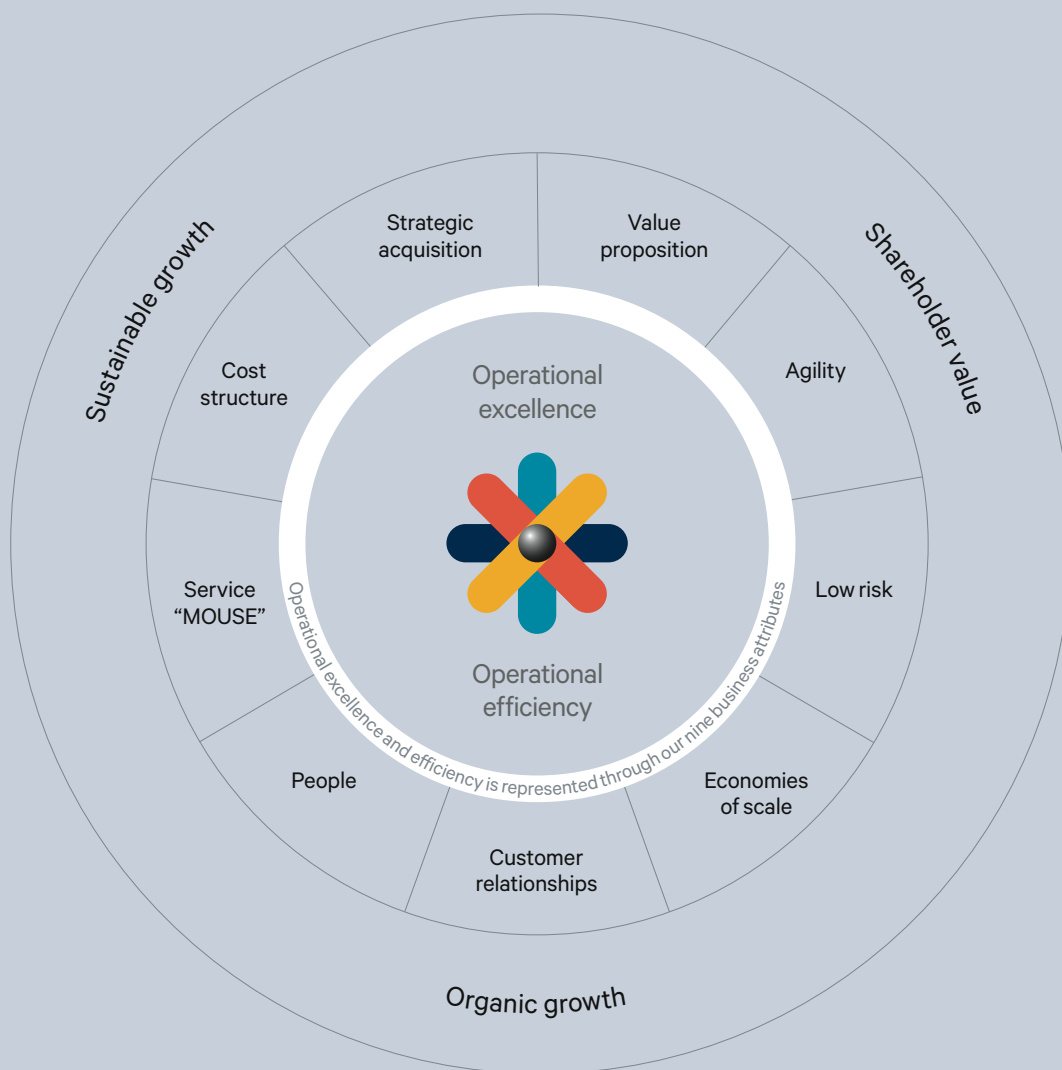 Sustainable growth
Shareholder value
Organic growth
Strategic
acquisition
Value
proposition
Agility
Low risk
Economies
of scale
Customer
relationships
People
Service
“MOUSE”
Cost
structure
Operational
excellence
Operational
efficiency
Operational excellence and efficiency is represented through our nine business attributes